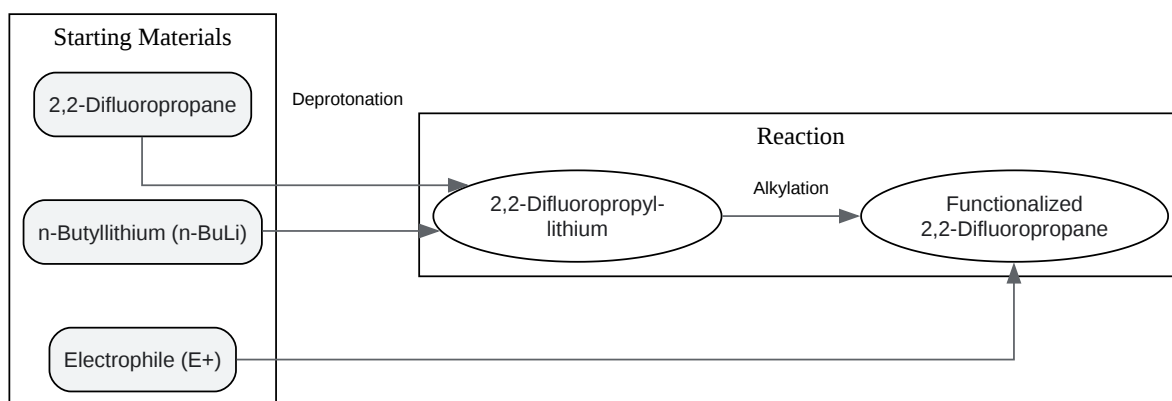 Starting Materials
2,2-Difluoropropane
Deprotonation
n-Butyllithium (n-BuLi)
Electrophile (E+)
Reaction
2,2-Difluoropropyl-
lithium
Alkylation
Functionalized
2,2-Difluoropropane